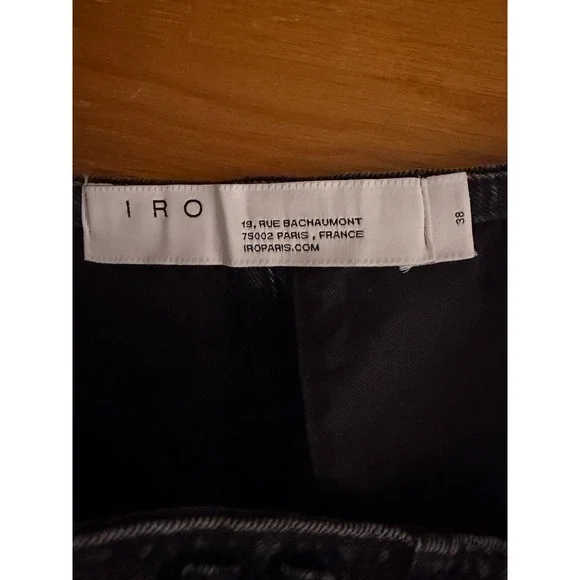 IRO
19, RUE BACHAUMONT
75002 PARIS , FRANCE
IROPARIS.COM
38